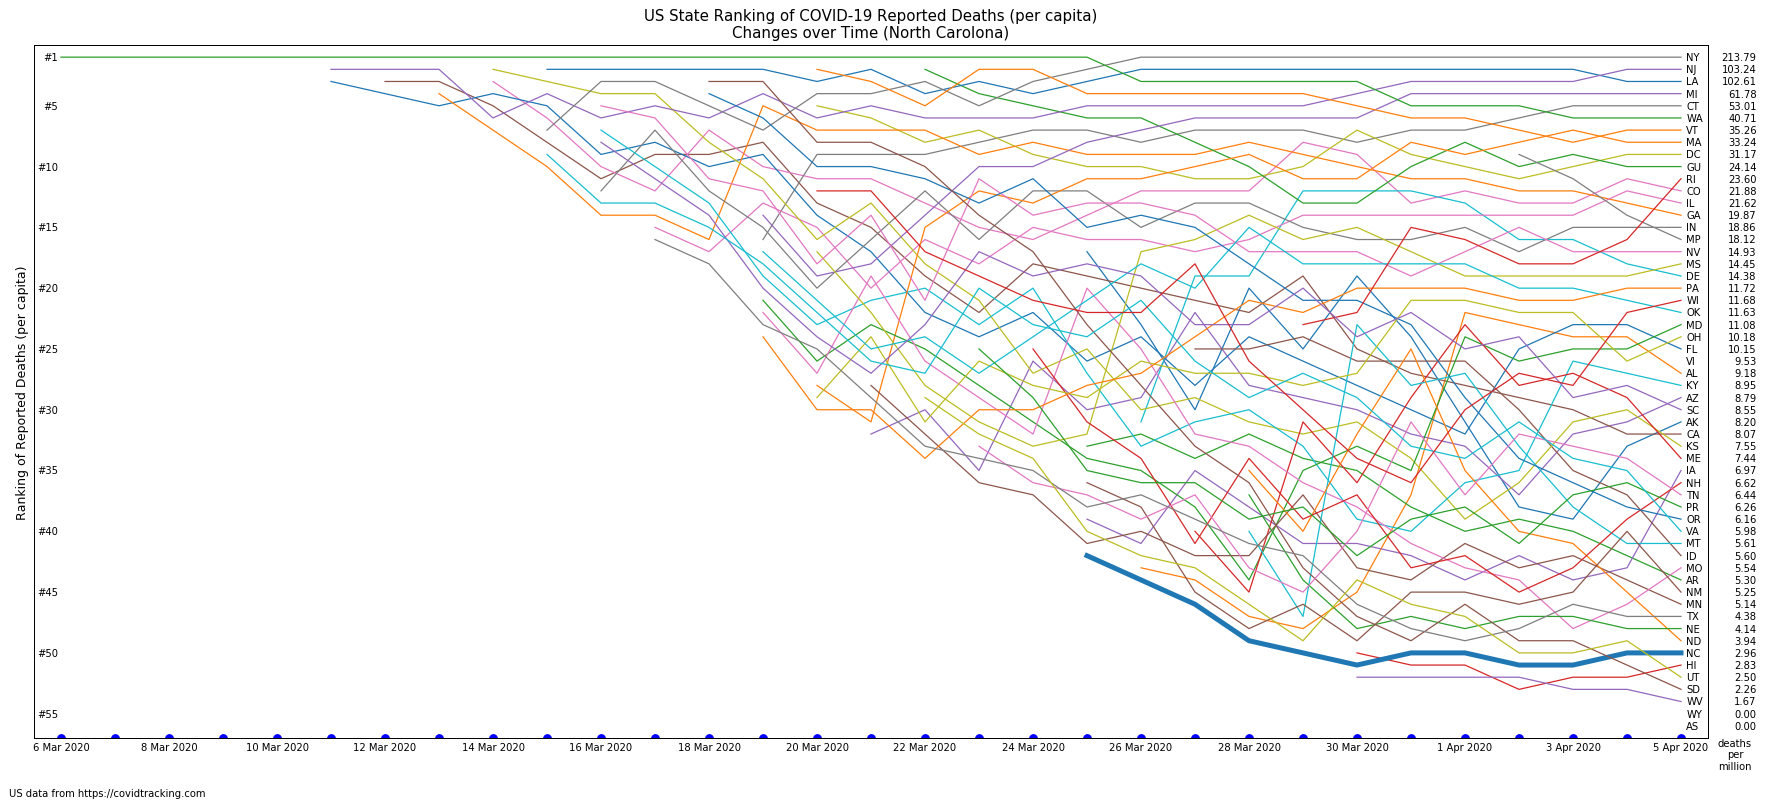 US State Ranking of COVID-19 Reported Deaths (per capita)
Changes over Time (North Carolona)
Ranking of Reported Deaths (per capita)
#1
#5
#10
#15
#20
#25
#30
#35
#40
#45
#50
#55
NY 213.79
NJ 103.24
LA 102.61
MI 61.78
CT 53.01
WA 40.71
VT 35.26
MA 33.24
DC 31.17
GU 24.14
RI 23.60
CO 21.88
IL 21.62
GA 19.87
IN 18.86
MP 18.12
NV 14.93
MS 14.45
DE 14.38
PA 11.72
WI 11.68
OK 11.63
MD 11.08
OH 10.18
FL 10.15
VI 9.53
AL 9.18
KY 8.95
AZ 8.79
SC 8.55
AK 8.20
CA 8.07
KS 7.55
ME 7.44
IA 6.97
NH 6.62
TN 6.44
PR 6.26
OR 6.16
VA 5.98
MT 5.61
ID 5.60
MO 5.54
AR 5.30
NM 5.25
MN 5.14
TX 4.38
NE 4.14
ND 3.94
NC 2.96
HI 2.83
UT 2.50
SD 2.26
WV 1.67
WY 0.00
AS 0.00
6 Mar 2020 8 Mar 2020 10 Mar 2020 12 Mar 2020 14 Mar 2020 16 Mar 2020 18 Mar 2020 20 Mar 2020 22 Mar 2020 24 Mar 2020 26 Mar 2020 28 Mar 2020 30 Mar 2020 1 Apr 2020 3 Apr 2020 5 Apr 2020
deaths
per
million
US data from https://covidtracking.com